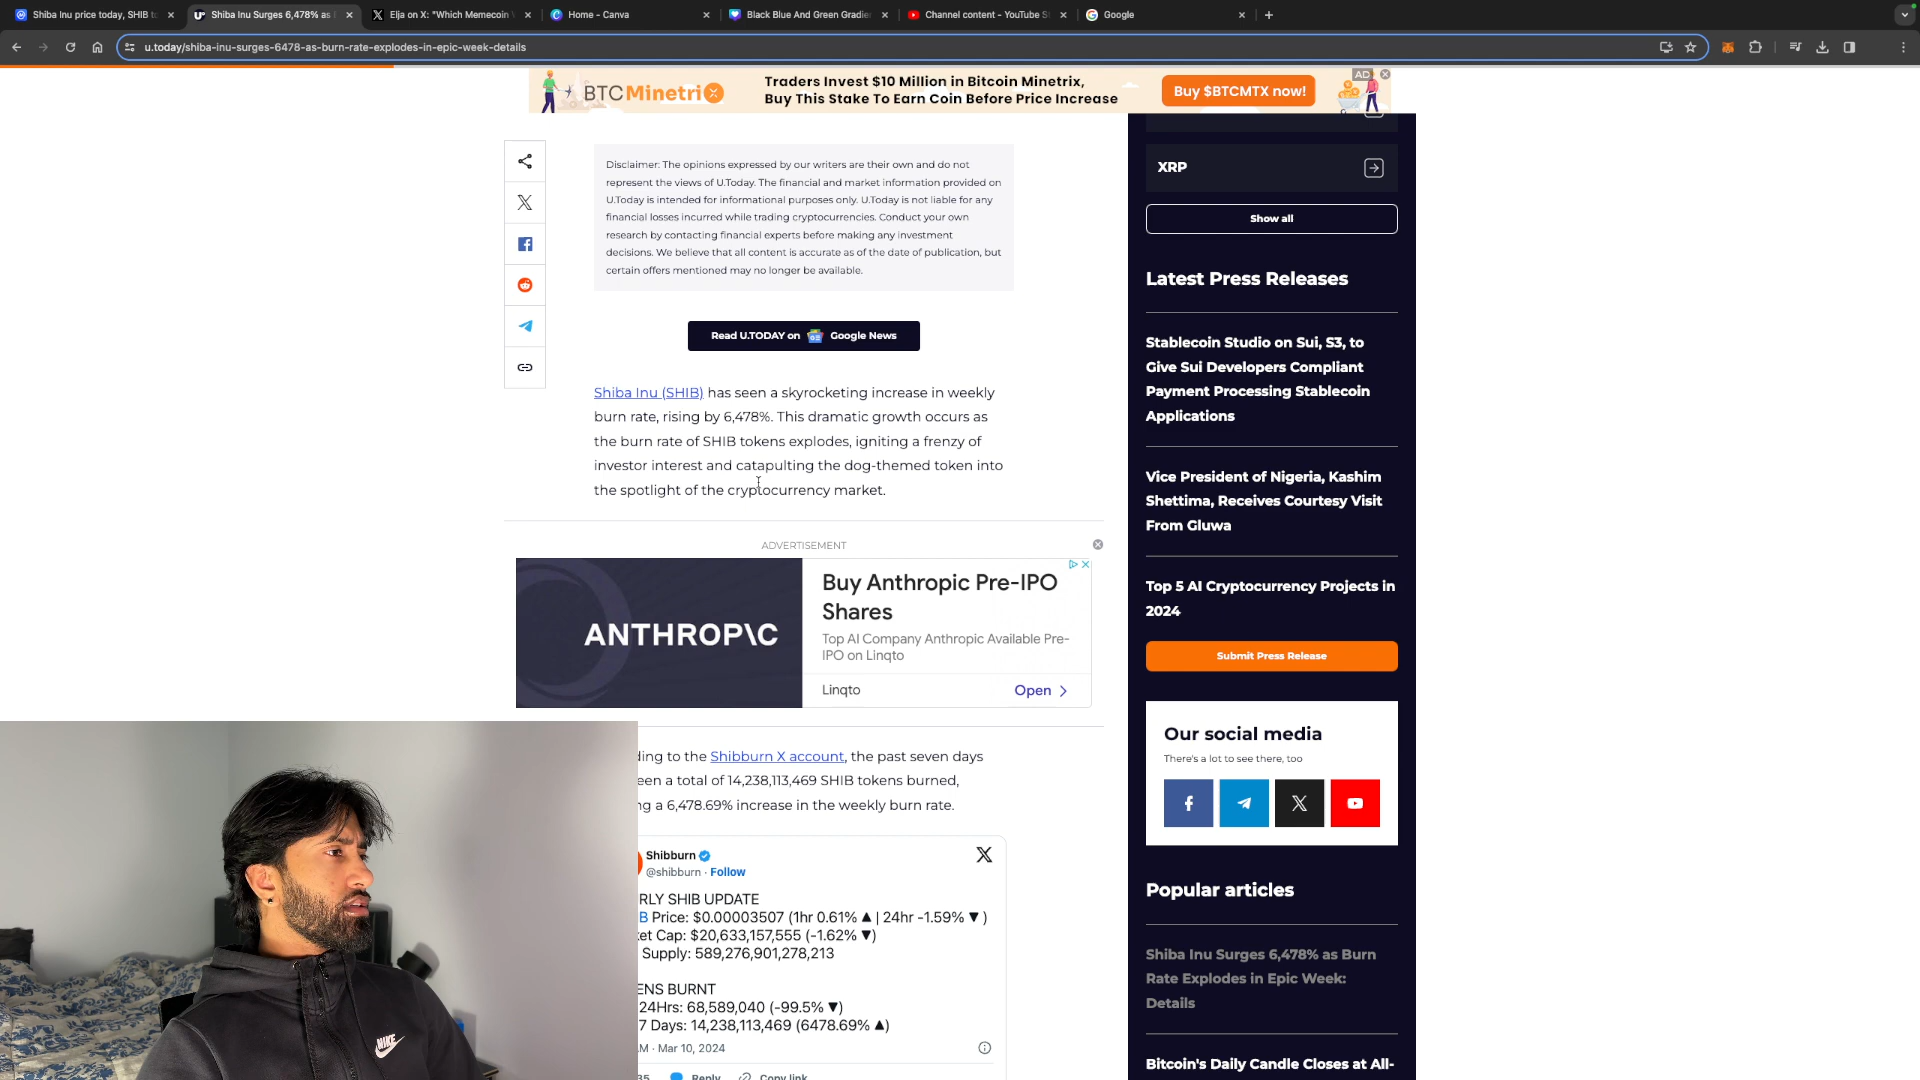 Shiba Inu price today, SHIB to
Shiba Inu Surges 6,478% as
Elja on X: "Which Memecoin
Home - Canva
Black Blue And Green Gradie
Channel content - YouTube S
Google
u.today/shiba-inu-surges-6478-as-burn-rate-explodes-in-epic-week-details
BTCMinetrix
Traders Invest $10 Million in Bitcoin Minetrix,
Buy This Stake To Earn Coin Before Price Increase
Buy $BTCMTX now!
AD
Disclaimer: The opinions expressed by our writers are their own and do not
represent the views of U.Today. The financial and market information provided on
U.Today is intended for informational purposes only. U.Today is not liable for any
financial losses incurred while trading cryptocurrencies. Conduct your own
research by contacting financial experts before making any investment
decisions. We believe that all content is accurate as of the date of publication, but
certain offers mentioned may no longer be available.
Read U.TODAY on Google News
Shiba Inu (SHIB) has seen a skyrocketing increase in weekly
burn rate, rising by 6,478%. This dramatic growth occurs as
the burn rate of SHIB tokens explodes, igniting a frenzy of
investor interest and catapulting the dog-themed token into
the spotlight of the cryptocurrency market.
ADVERTISEMENT
ANTHROP\C
Buy Anthropic Pre-IPO
Shares
Top AI Company Anthropic Available Pre-
IPO on Linqto
Linqto
Open
ding to the Shibburn X account, the past seven days
een a total of 14,238,113,469 SHIB tokens burned,
ng a 6,478.69% increase in the weekly burn rate.
Shibburn
@shibburn · Follow
RLY SHIB UPDATE
B Price: $0.00003507 (1hr 0.61% ▲ | 24hr -1.59% ▼ )
et Cap: $20,633,157,555 (-1.62% ▼)
Supply: 589,276,901,278,213
ENS BURNT
24Hrs: 68,589,040 (-99.5% ▼)
7 Days: 14,238,113,469 (6478.69% ▲)
M · Mar 10, 2024
35 Reply Copy link
NIKE
XRP
Show all
Latest Press Releases
Stablecoin Studio on Sui, S3, to
Give Sui Developers Compliant
Payment Processing Stablecoin
Applications
Vice President of Nigeria, Kashim
Shettima, Receives Courtesy Visit
From Gluwa
Top 5 AI Cryptocurrency Projects in
2024
Submit Press Release
Our social media
There's a lot to see there, too
Popular articles
Shiba Inu Surges 6,478% as Burn
Rate Explodes in Epic Week:
Details
Bitcoin's Daily Candle Closes at All-